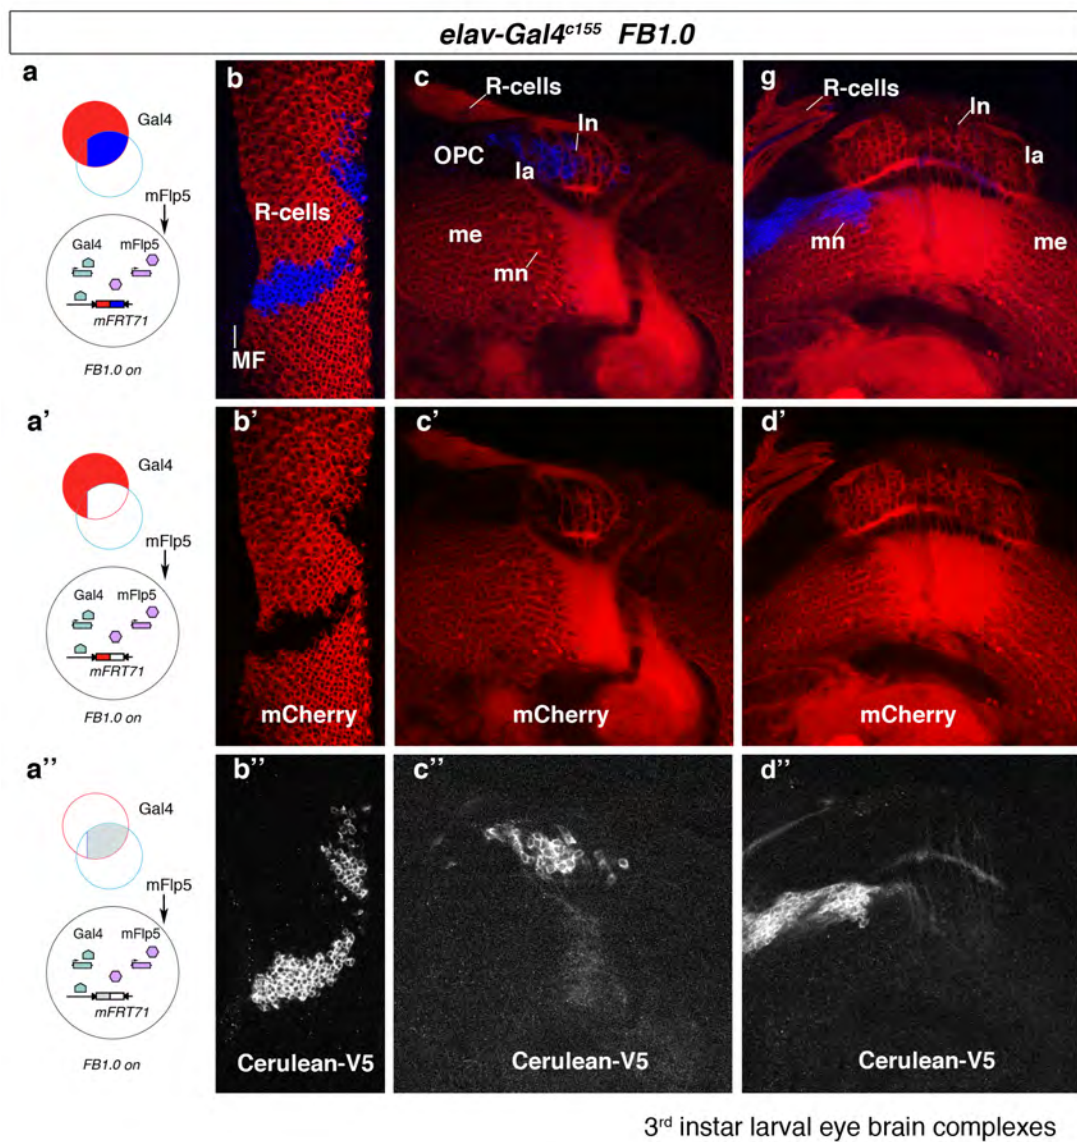 elav-Gal4ᶜ¹⁵⁵ FB1.0
a
Gal4
mFlp5
Gal4 mFlp5
mFRT71
FB1.0 on
b
R-cells
MF
c
R-cells
ln
OPC
la
me
mn
g
R-cells
ln
la
mn
me
a'
Gal4
mFlp5
Gal4 mFlp5
mFRT71
FB1.0 on
b'
mCherry
c'
mCherry
d'
mCherry
a''
Gal4
mFlp5
Gal4 mFlp5
mFRT71
FB1.0 on
b''
Cerulean-V5
c''
Cerulean-V5
d''
Cerulean-V5
3ʳᵈ instar larval eye brain complexes